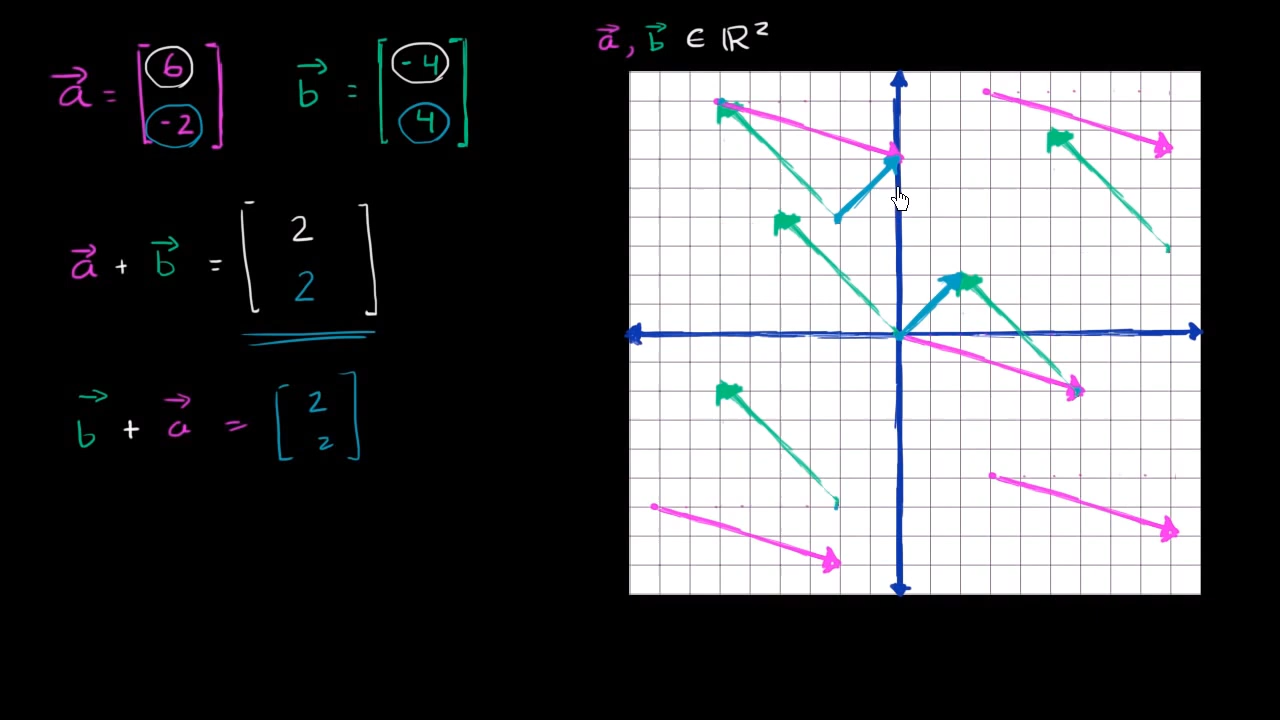 a⃗, b⃗ ∈ ℝ²
a⃗ = [6 -2] b⃗ = [-4 4]
a⃗ + b⃗ = [2 2]
b⃗ + a⃗ = [2 2]